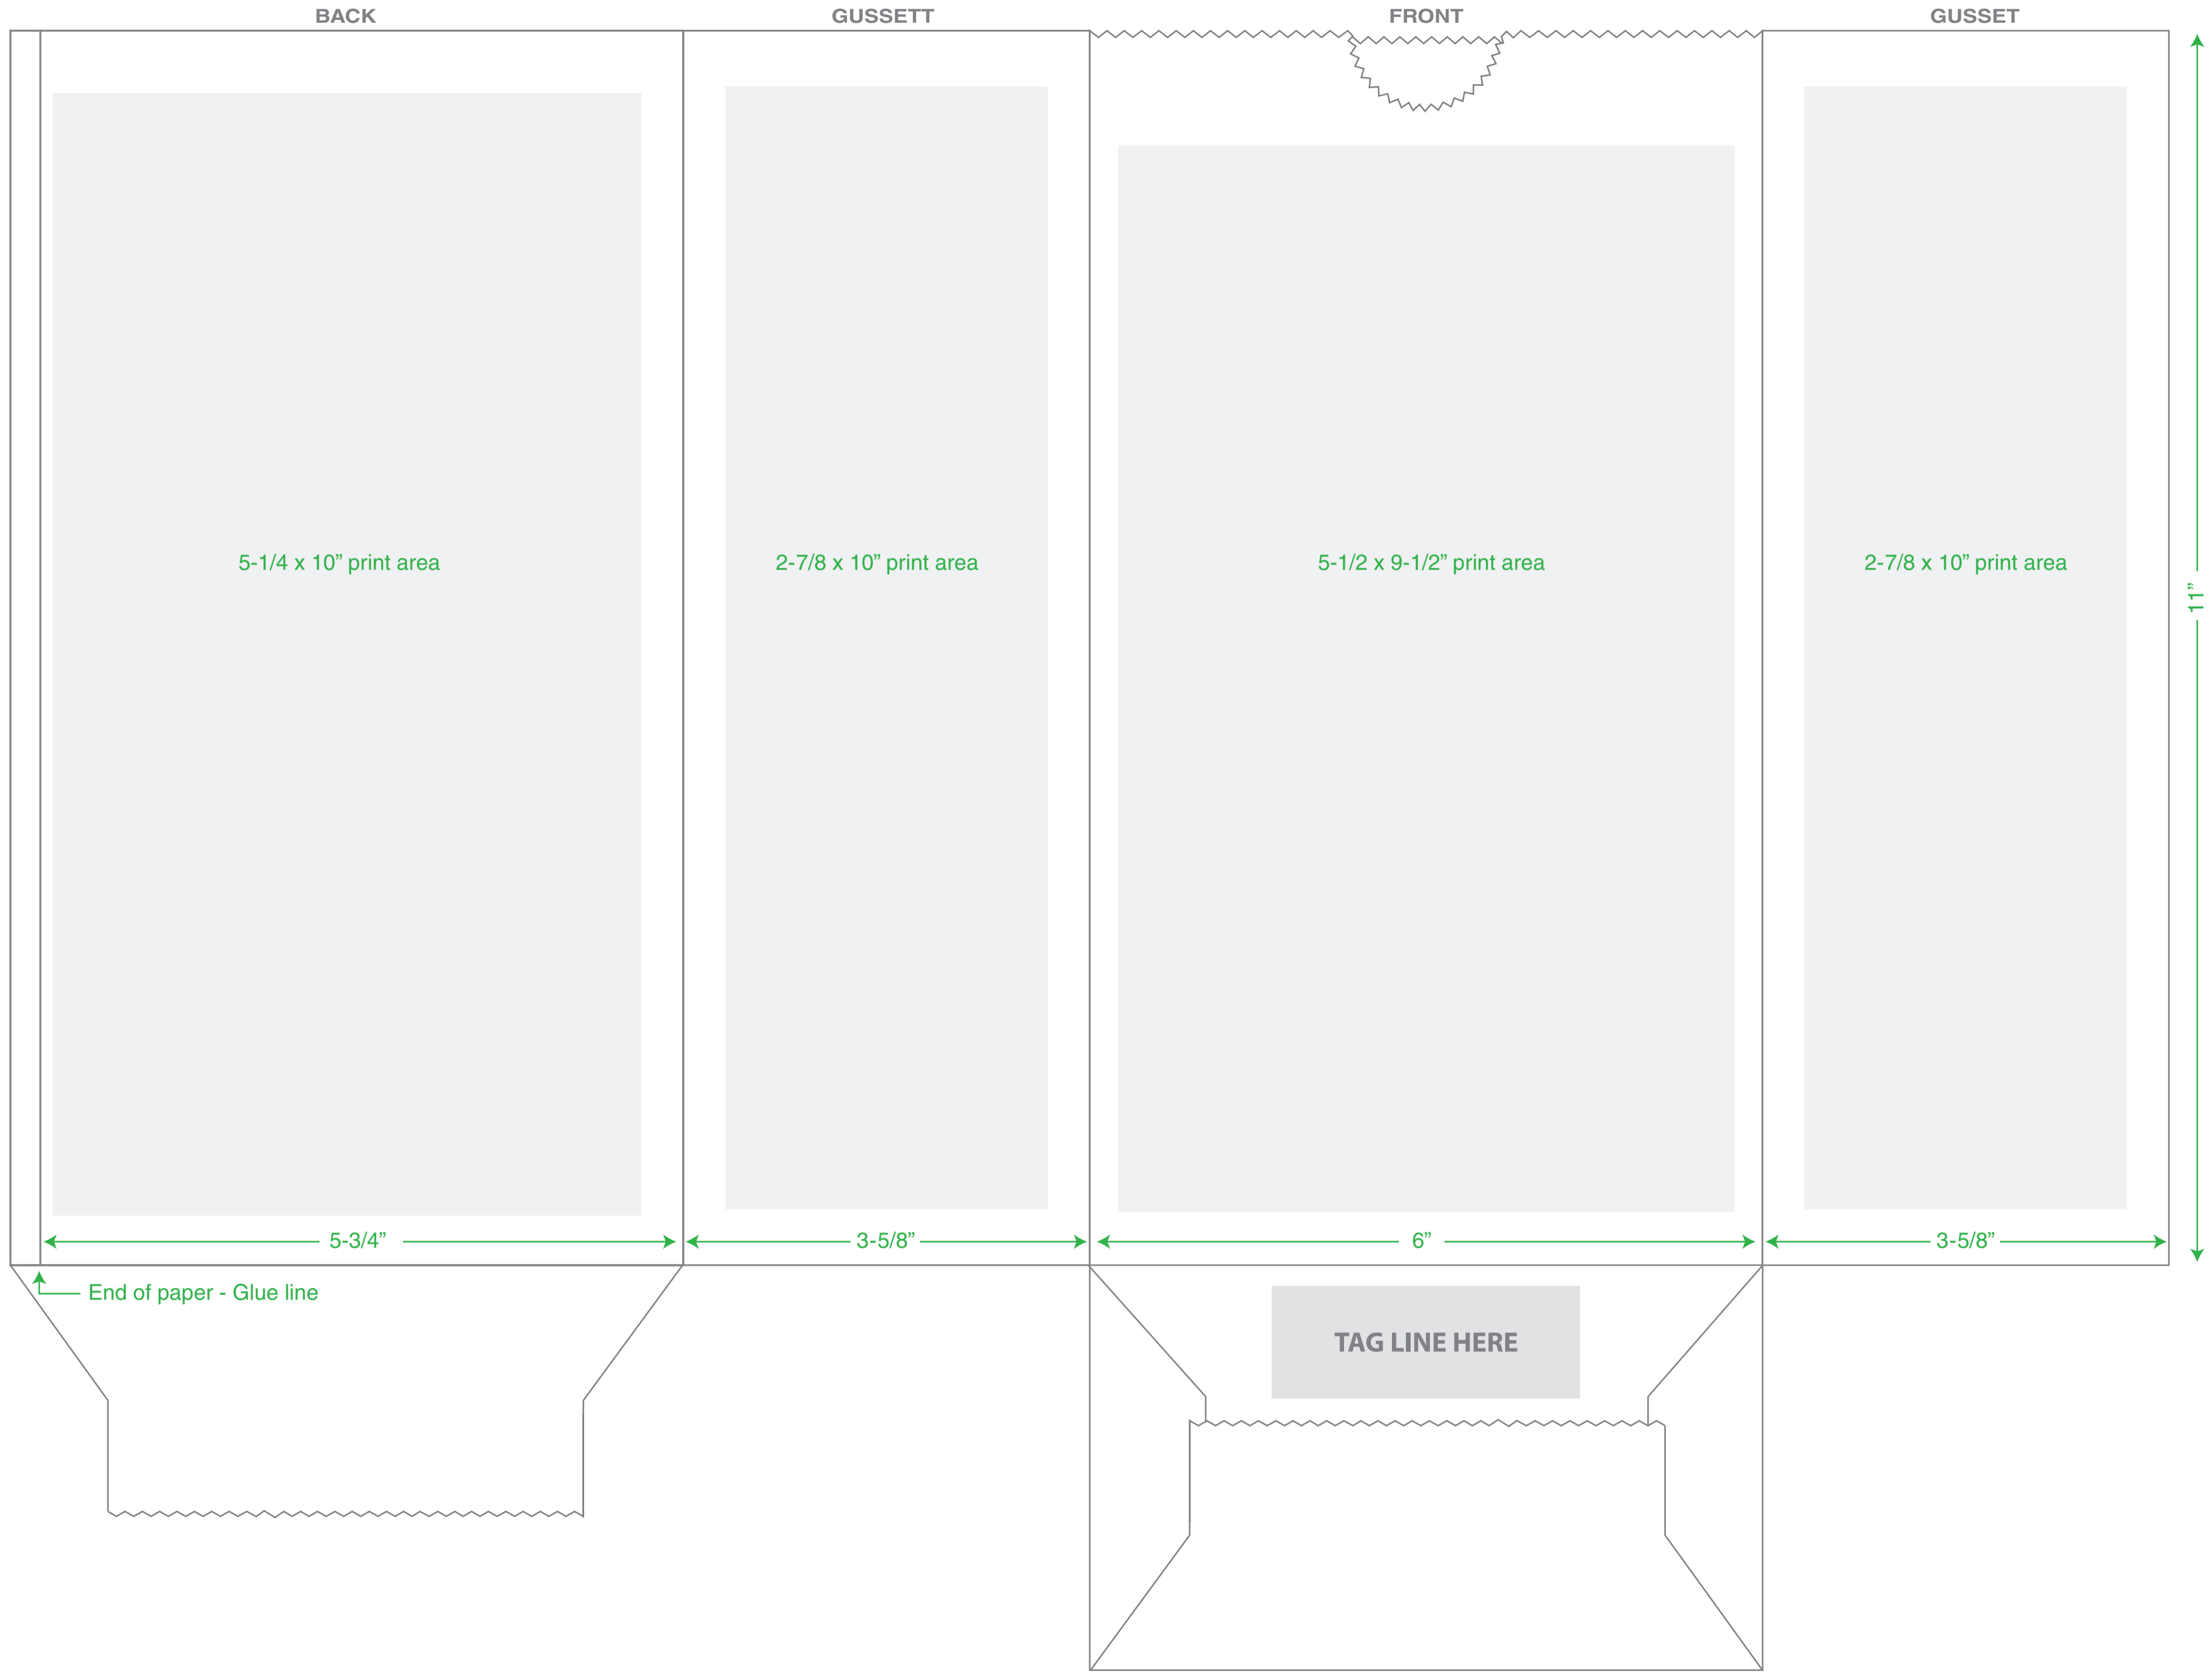 BACK
GUSSETT
FRONT
GUSSET
5-1/4 x 10” print area
2-7/8 x 10” print area
5-1/2 x 9-1/2” print area
2-7/8 x 10” print area
11”
5-3/4”
3-5/8”
6”
3-5/8”
End of paper - Glue line
TAG LINE HERE